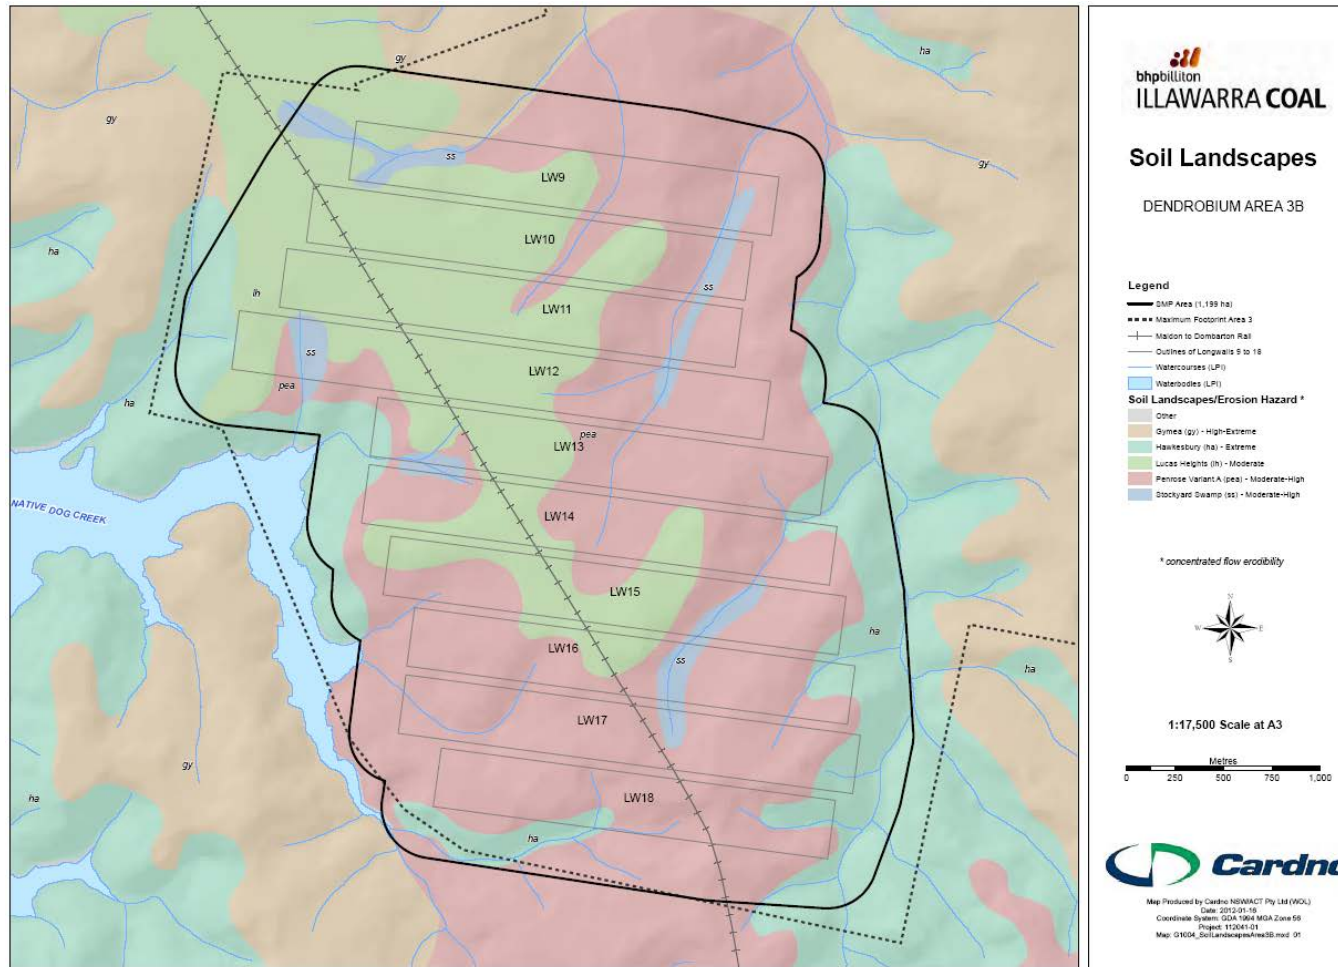 gy
ha
gy
gy
ss
LW9
LW10
ha
lh
ss
LW11
ss
LW12
pea
ha
pea
LW13
NATIVE DOG CREEK
LW14
LW15
ha
LW16
ss
ha
LW17
gy
LW18
ha
ha
bhpbilliton
ILLAWARRA COAL
Soil Landscapes
DENDROBIUM AREA 3B
Legend
SMP Area (1,199 ha)
Maximum Footprint Area 3
Maldon to Dombarton Rail
Outlines of Longwalls 9 to 18
Watercourses (LPI)
Waterbodies (LPI)
Soil Landscapes/Erosion Hazard *
Other
Gymea (gy) - High-Extreme
Hawkesbury (ha) - Extreme
Lucas Heights (lh) - Moderate
Penrose Variant A (pea) - Moderate-High
Stockyard Swamp (ss) - Moderate-High
* concentrated flow erodibility
N
W E
S
1:17,500 Scale at A3
Metres
0 250 500 750 1,000
Cardno
Map Produced by Cardno NSW/ACT Pty Ltd (WOL)
Date: 2012-01-16
Coordinate System: GDA 1994 MGA Zone 56
Project: 112041-01
Map: G1004_SoilLandscapesArea3B.mxd 01